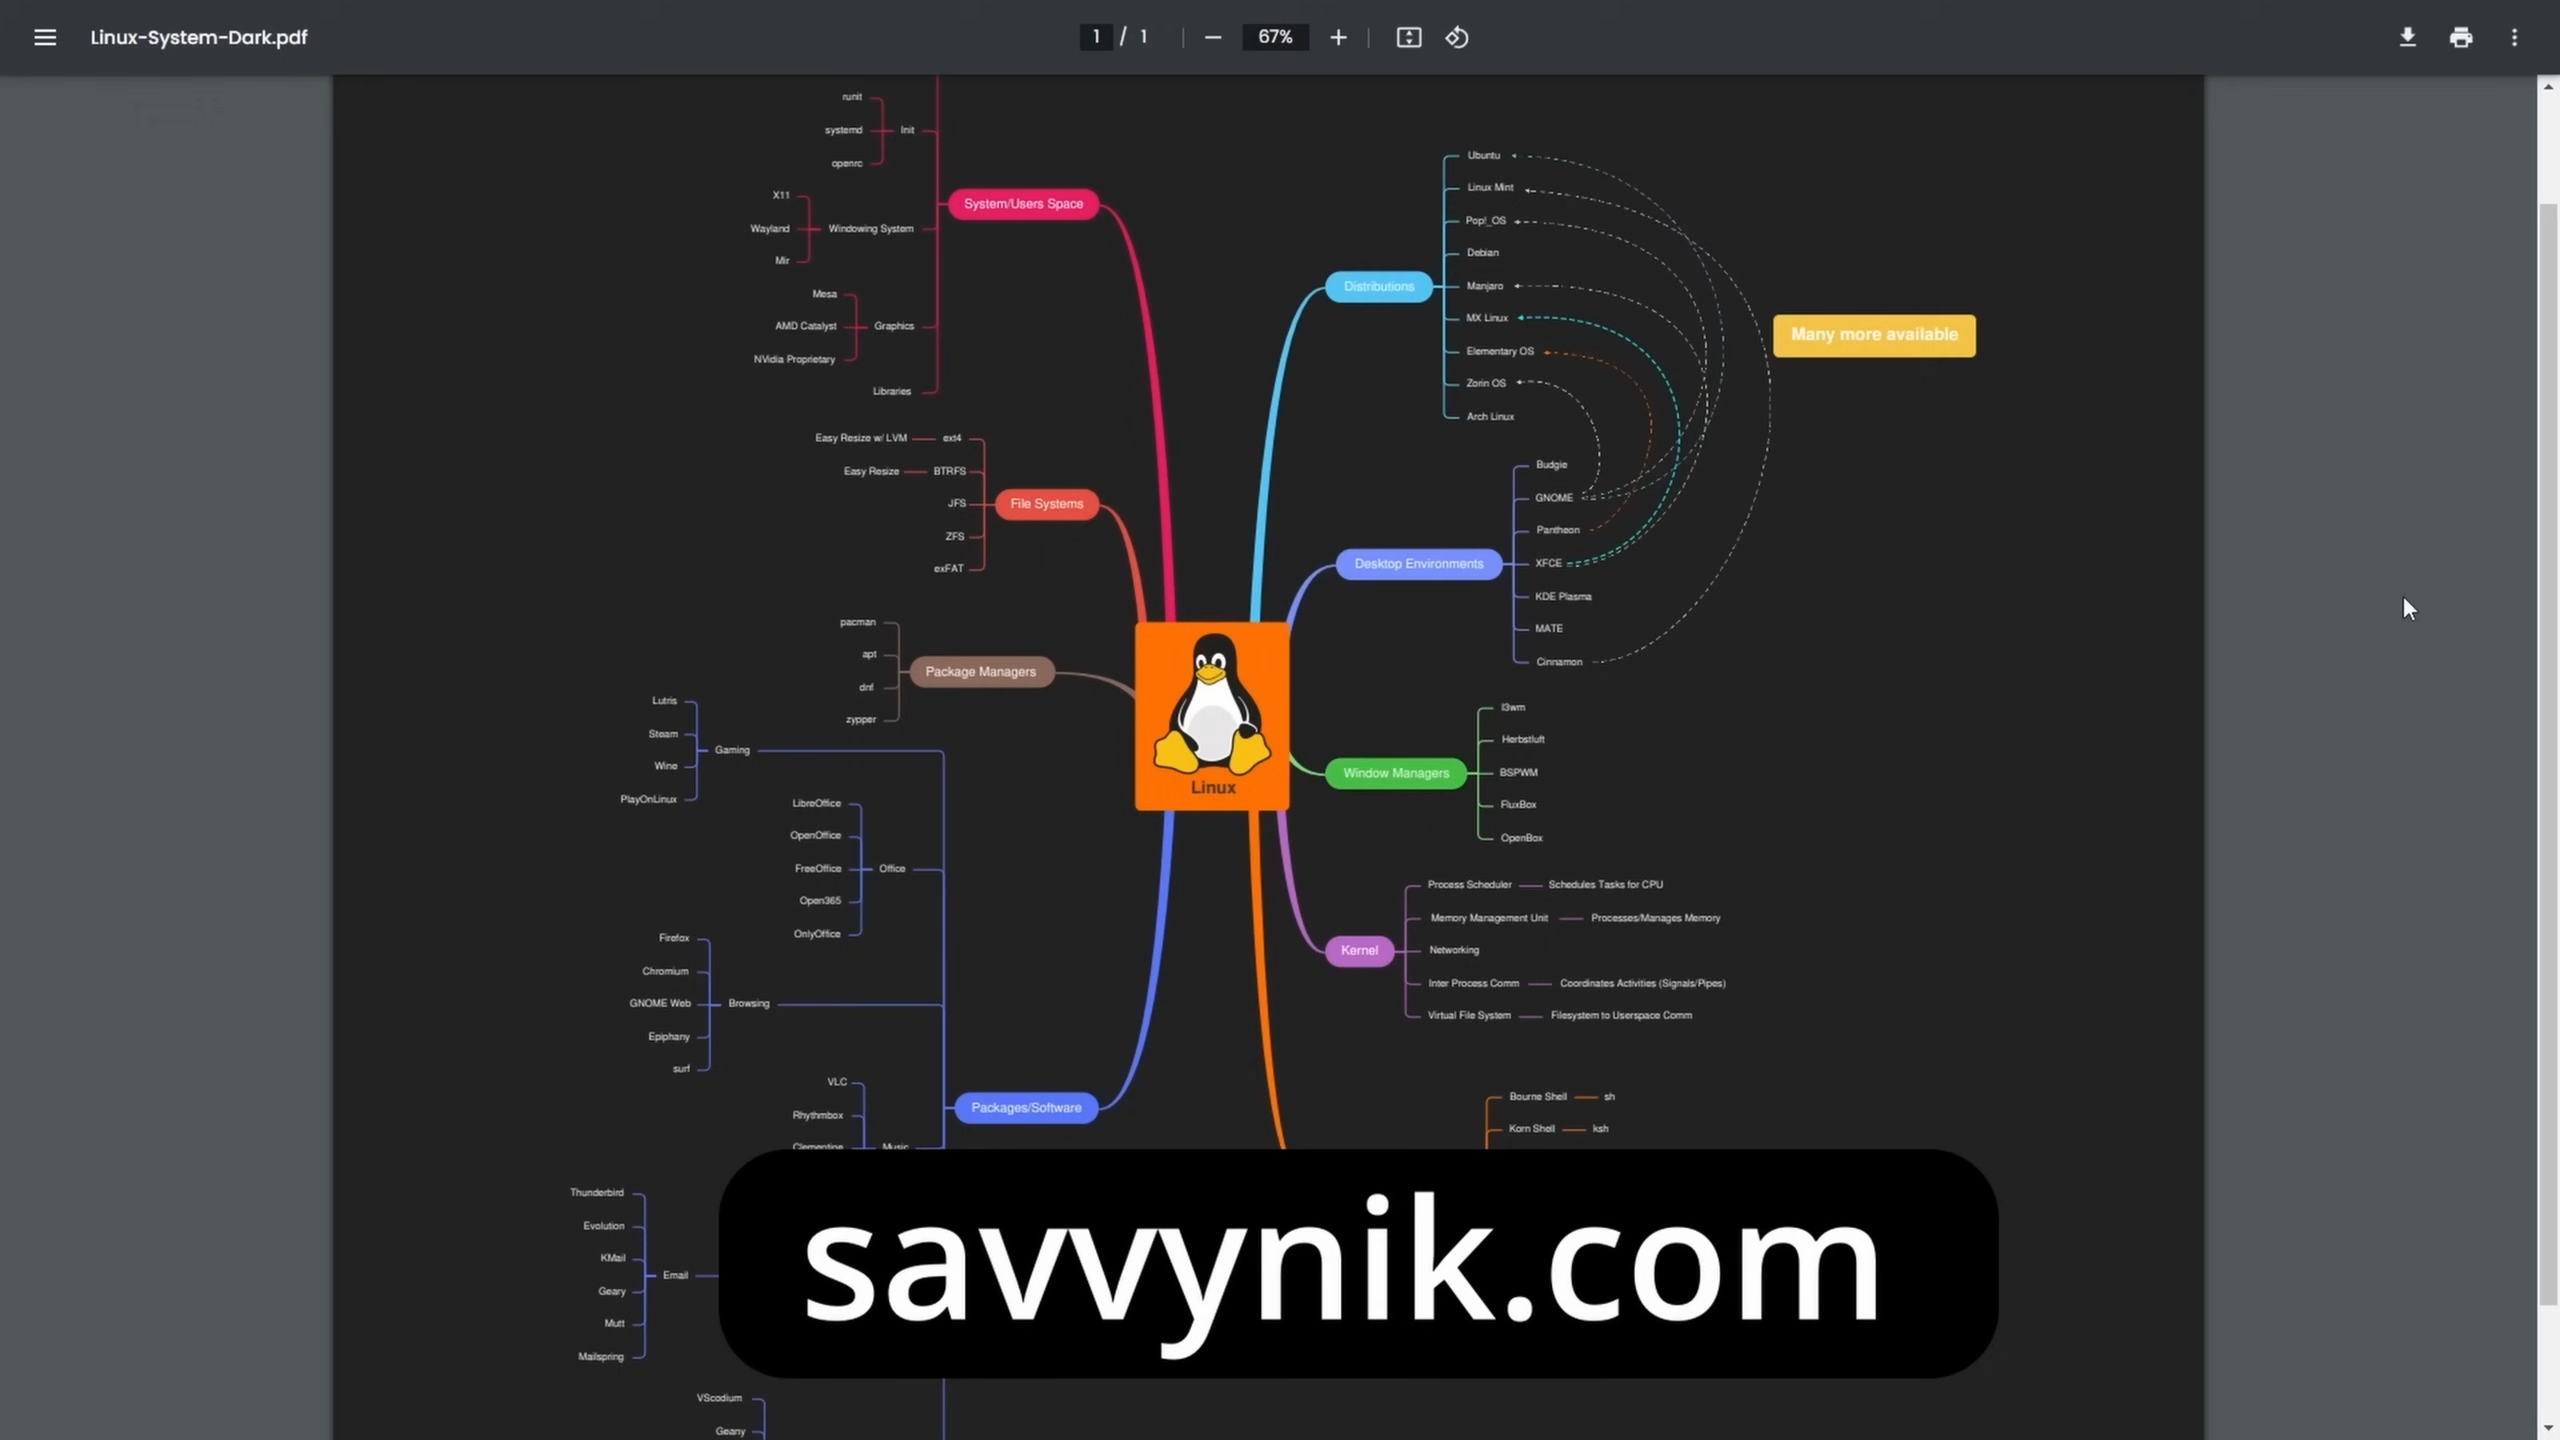 Linux-System-Dark.pdf
1 / 1
67%
runit
systemd
openrc
Init
X11
Wayland
Mir
Windowing System
Mesa
AMD Catalyst
NVidia Proprietary
Graphics
Libraries
System/Users Space
Easy Resize w/ LVM
ext4
Easy Resize
BTRFS
JFS
ZFS
exFAT
File Systems
pacman
apt
dnf
zypper
Package Managers
Lutris
Steam
Wine
PlayOnLinux
Gaming
LibreOffice
OpenOffice
FreeOffice
Open365
OnlyOffice
Office
Firefox
Chromium
GNOME Web
Epiphany
surf
Browsing
VLC
Rhythmbox
Clementine
Music
Packages/Software
Thunderbird
Evolution
KMail
Geary
Mutt
Mailspring
Email
VScodium
Geany
Linux
Distributions
Ubuntu
Linux Mint
Pop!_OS
Debian
Manjaro
MX Linux
Elementary OS
Zorin OS
Arch Linux
Many more available
Desktop Environments
Budgie
GNOME
Pantheon
XFCE
KDE Plasma
MATE
Cinnamon
Window Managers
I3wm
Herbstluft
BSPWM
FluxBox
OpenBox
Kernel
Process Scheduler
Schedules Tasks for CPU
Memory Management Unit
Processes/Manages Memory
Networking
Inter Process Comm
Coordinates Activities (Signals/Pipes)
Virtual File System
Filesystem to Userspace Comm
Bourne Shell
sh
Korn Shell
ksh
savvynik.com